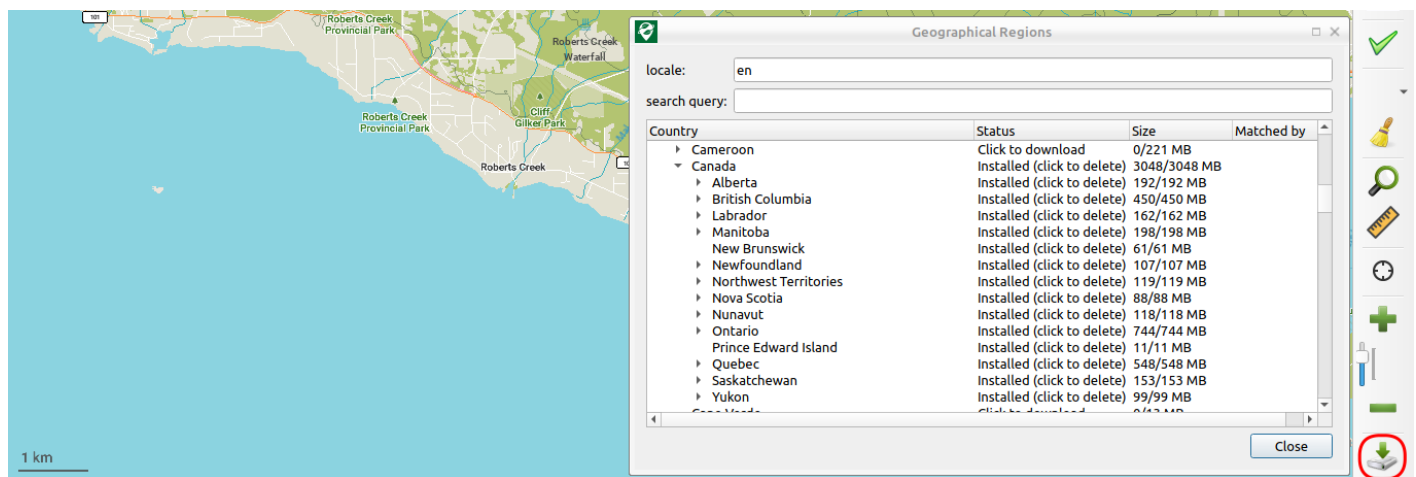 101
Roberts Creek
Provincial Park
Roberts Creek
Waterfall
Cliff
Gilker Park
Roberts Creek
Provincial Park
Roberts Creek
1 km
Geographical Regions
locale: en
search query:
Country Status Size Matched by
Cameroon Click to download 0/221 MB
Canada Installed (click to delete) 3048/3048 MB
Alberta Installed (click to delete) 192/192 MB
British Columbia Installed (click to delete) 450/450 MB
Labrador Installed (click to delete) 162/162 MB
Manitoba Installed (click to delete) 198/198 MB
New Brunswick Installed (click to delete) 61/61 MB
Newfoundland Installed (click to delete) 107/107 MB
Northwest Territories Installed (click to delete) 119/119 MB
Nova Scotia Installed (click to delete) 88/88 MB
Nunavut Installed (click to delete) 118/118 MB
Ontario Installed (click to delete) 744/744 MB
Prince Edward Island Installed (click to delete) 11/11 MB
Quebec Installed (click to delete) 548/548 MB
Saskatchewan Installed (click to delete) 153/153 MB
Yukon Installed (click to delete) 99/99 MB
Cape Verde Click to download 0/13 MB
Close